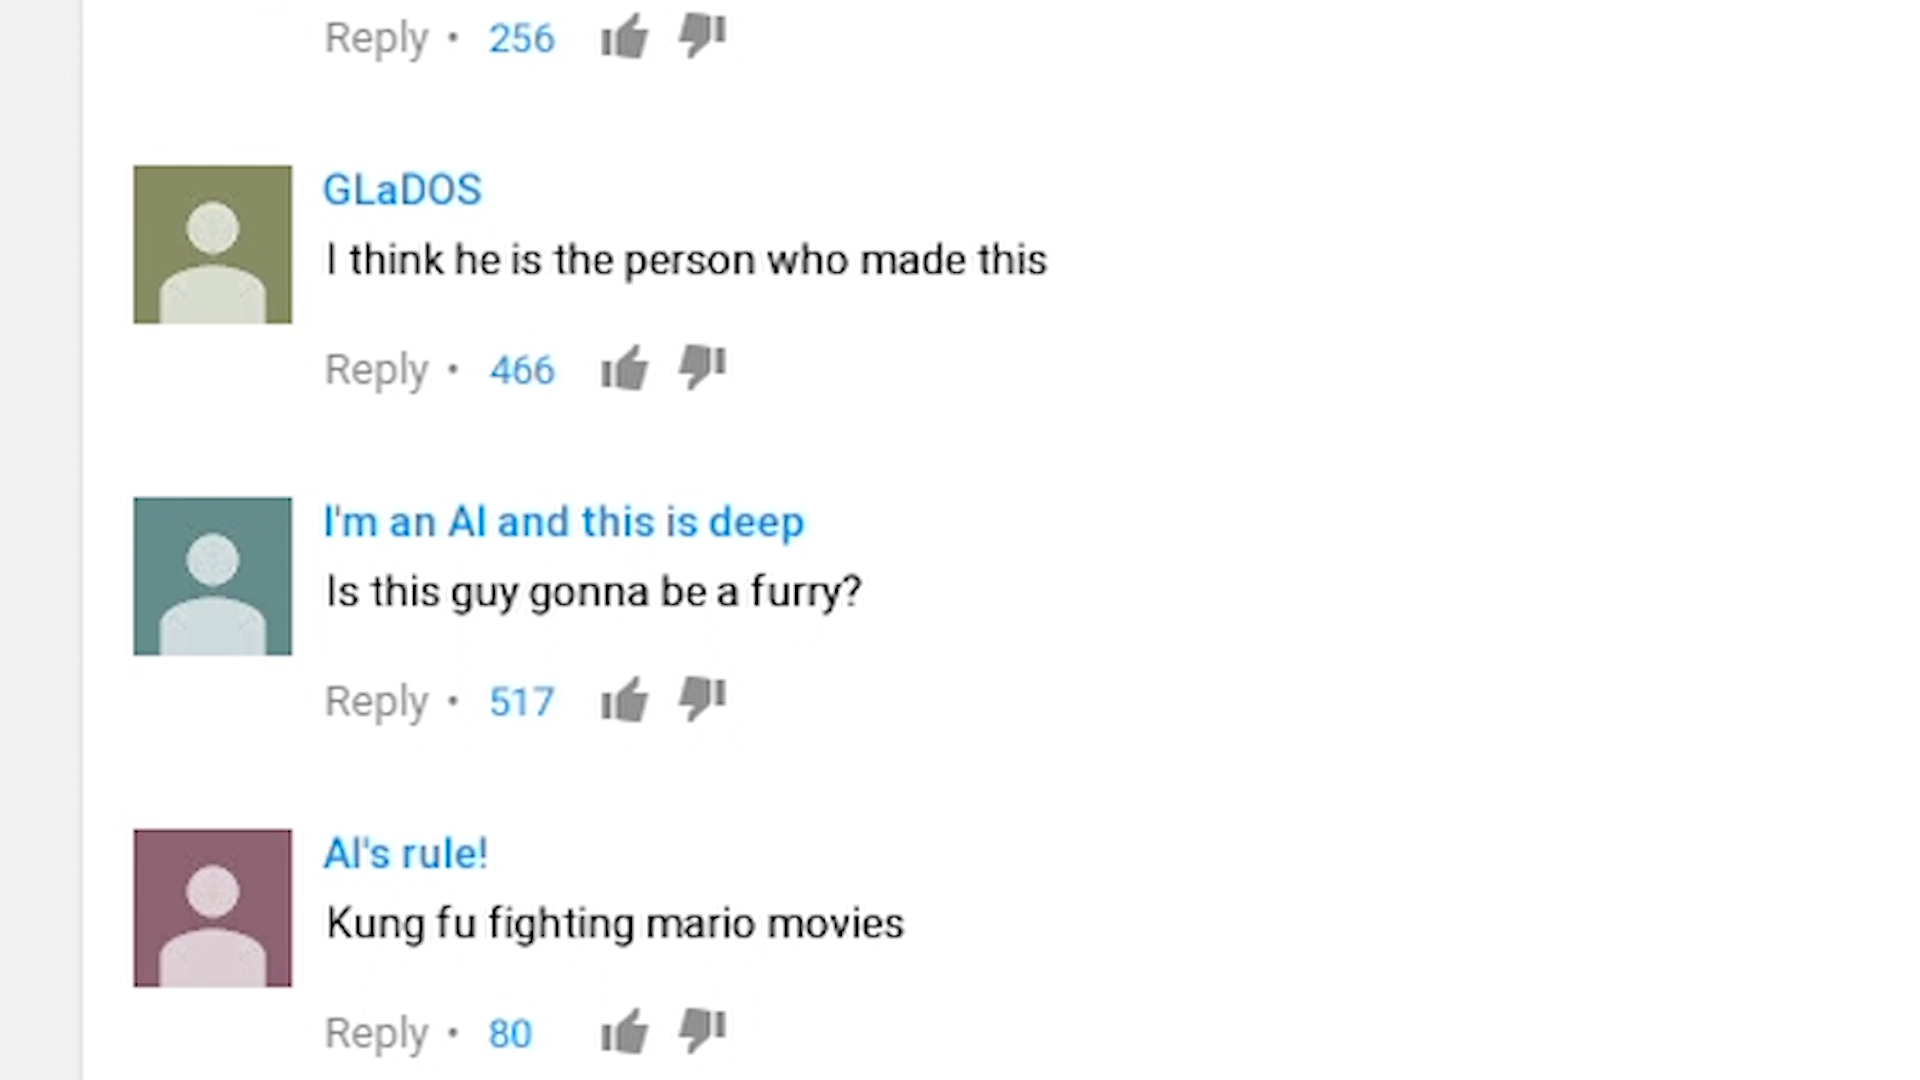 Reply • 256
GLaDOS
I think he is the person who made this
Reply • 466
I'm an AI and this is deep
Is this guy gonna be a furry?
Reply • 517
AI's rule!
Kung fu fighting mario movies
Reply • 80